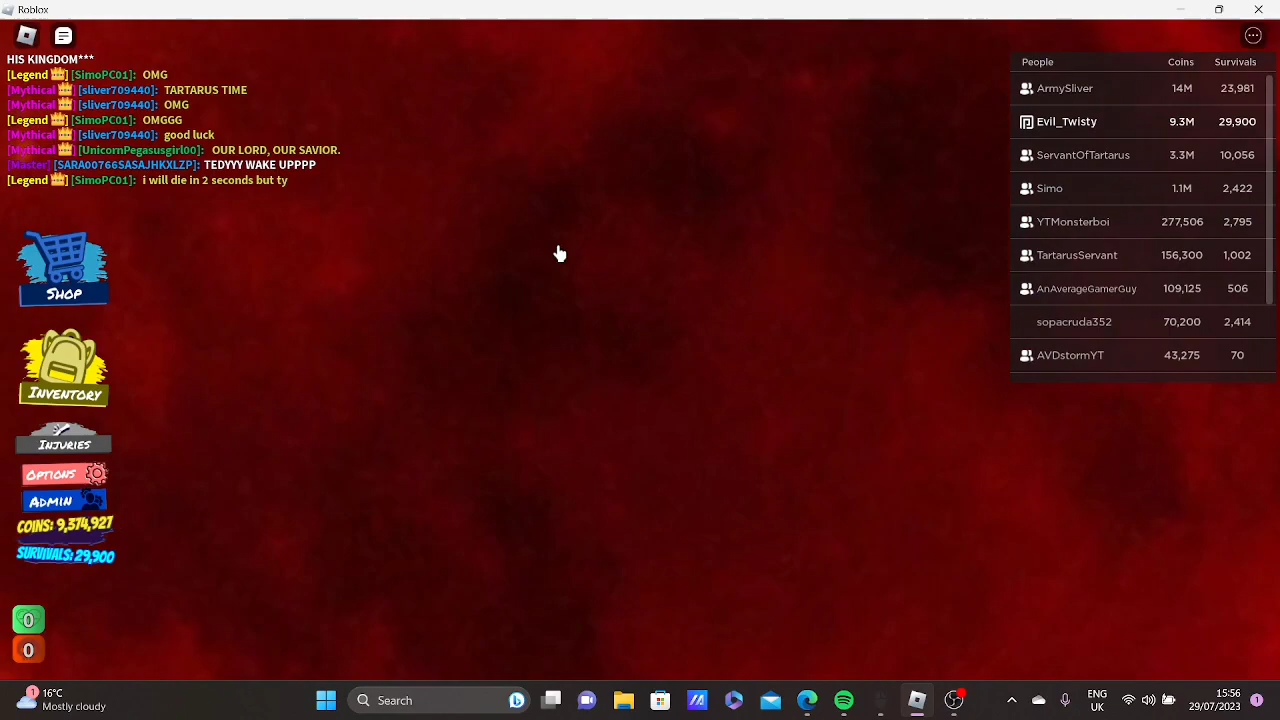 Roblox
HIS KINGDOM***
[Legend 👑] [SimoPC01]: OMG
[Mythical 👑] [sliver709440]: TARTARUS TIME
[Mythical 👑] [sliver709440]: OMG
[Legend 👑] [SimoPC01]: OMGGG
[Mythical 👑] [sliver709440]: good luck
[Mythical 👑] [UnicornPegasusgirl00]: OUR LORD, OUR SAVIOR.
[Master] [SARA00766SASAJHKXLZP]: TEDYYY WAKE UPPPP
[Legend 👑] [SimoPC01]: i will die in 2 seconds but ty
SHOP
INVENTORY
INJURIES
OPTIONS
ADMIN
COINS: 9,374,927
SURVIVALS: 29,900
0
0
People Coins Survivals
ArmySliver 14M 23,981
Evil_Twisty 9.3M 29,900
ServantOfTartarus 3.3M 10,056
Simo 1.1M 2,422
YTMonsterboi 277,506 2,795
TartarusServant 156,300 1,002
AnAverageGamerGuy 109,125 506
sopacruda352 70,200 2,414
AVDstormYT 43,275 70
1
16°C
Mostly cloudy
Search
ENG
UK
15:56
29/07/2023
1